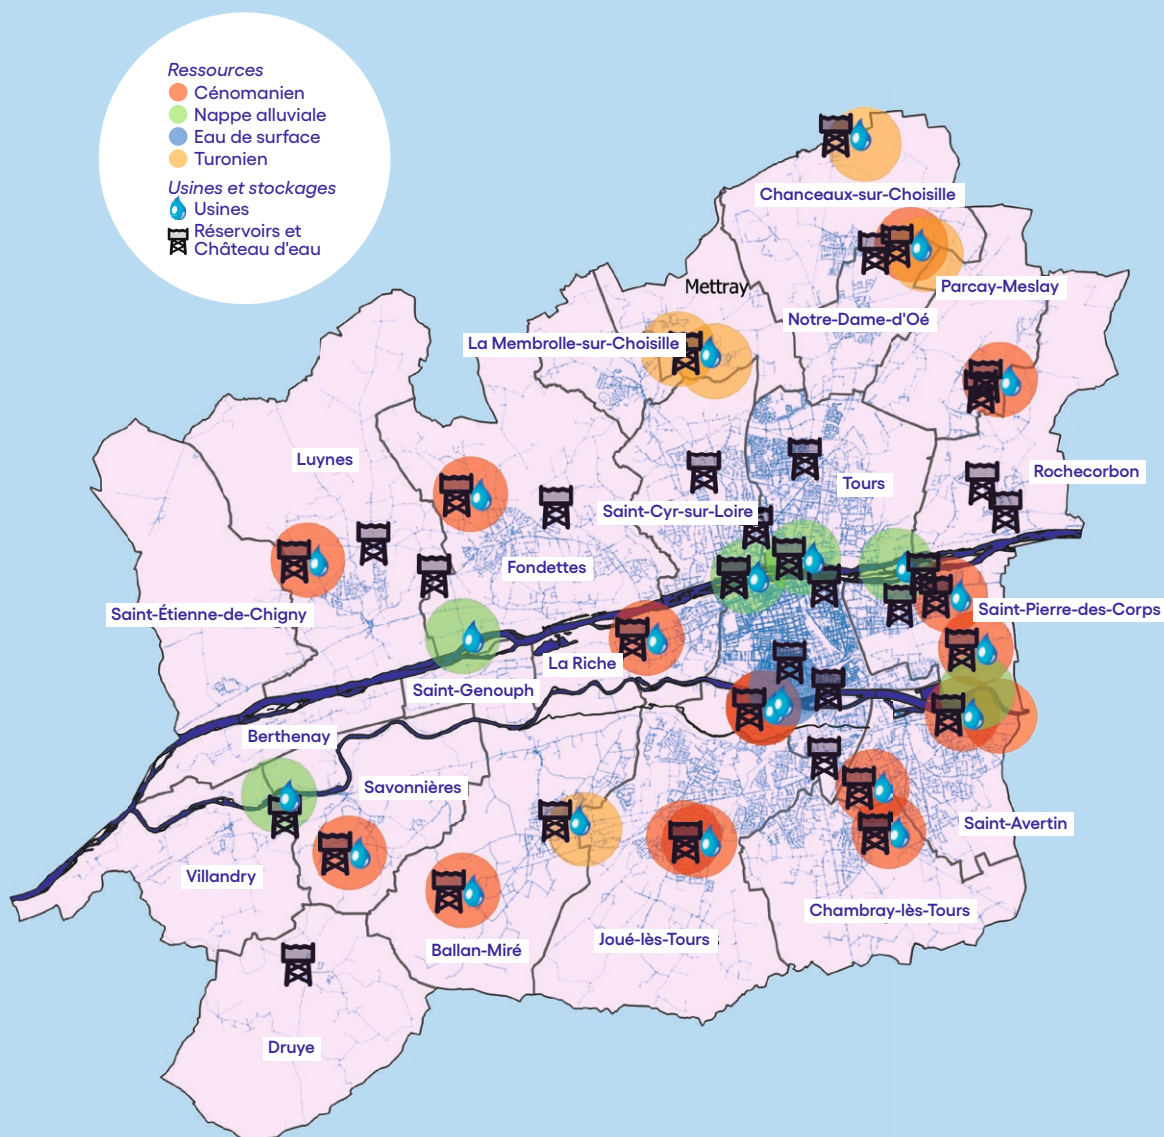 Ressources
Cénomanien
Nappe alluviale
Eau de surface
Turonien
Usines et stockages
Usines
Réservoirs et
Château d'eau
Chanceaux-sur-Choisille
Mettray
Parcay-Meslay
Notre-Dame-d'Oé
La Membrolle-sur-Choisille
Luynes
Rochecorbon
Tours
Saint-Cyr-sur-Loire
Fondettes
Saint-Étienne-de-Chigny
Saint-Pierre-des-Corps
La Riche
Saint-Genouph
Berthenay
Savonnières
Saint-Avertin
Villandry
Chambray-lès-Tours
Joué-lès-Tours
Ballan-Miré
Druye